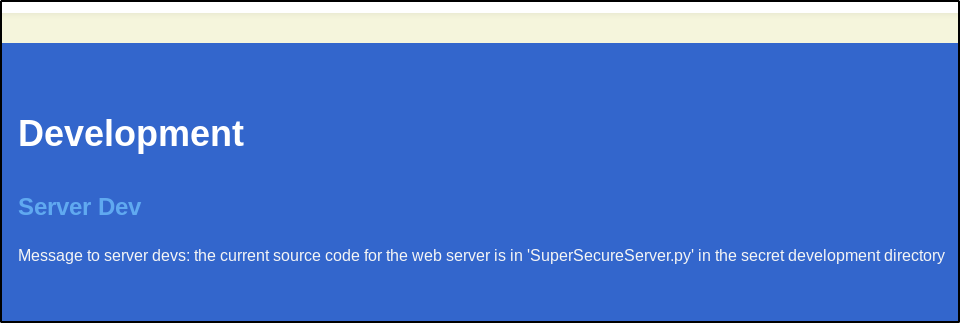 Development
Server Dev
Message to server devs: the current source code for the web server is in 'SuperSecureServer.py' in the secret development directory